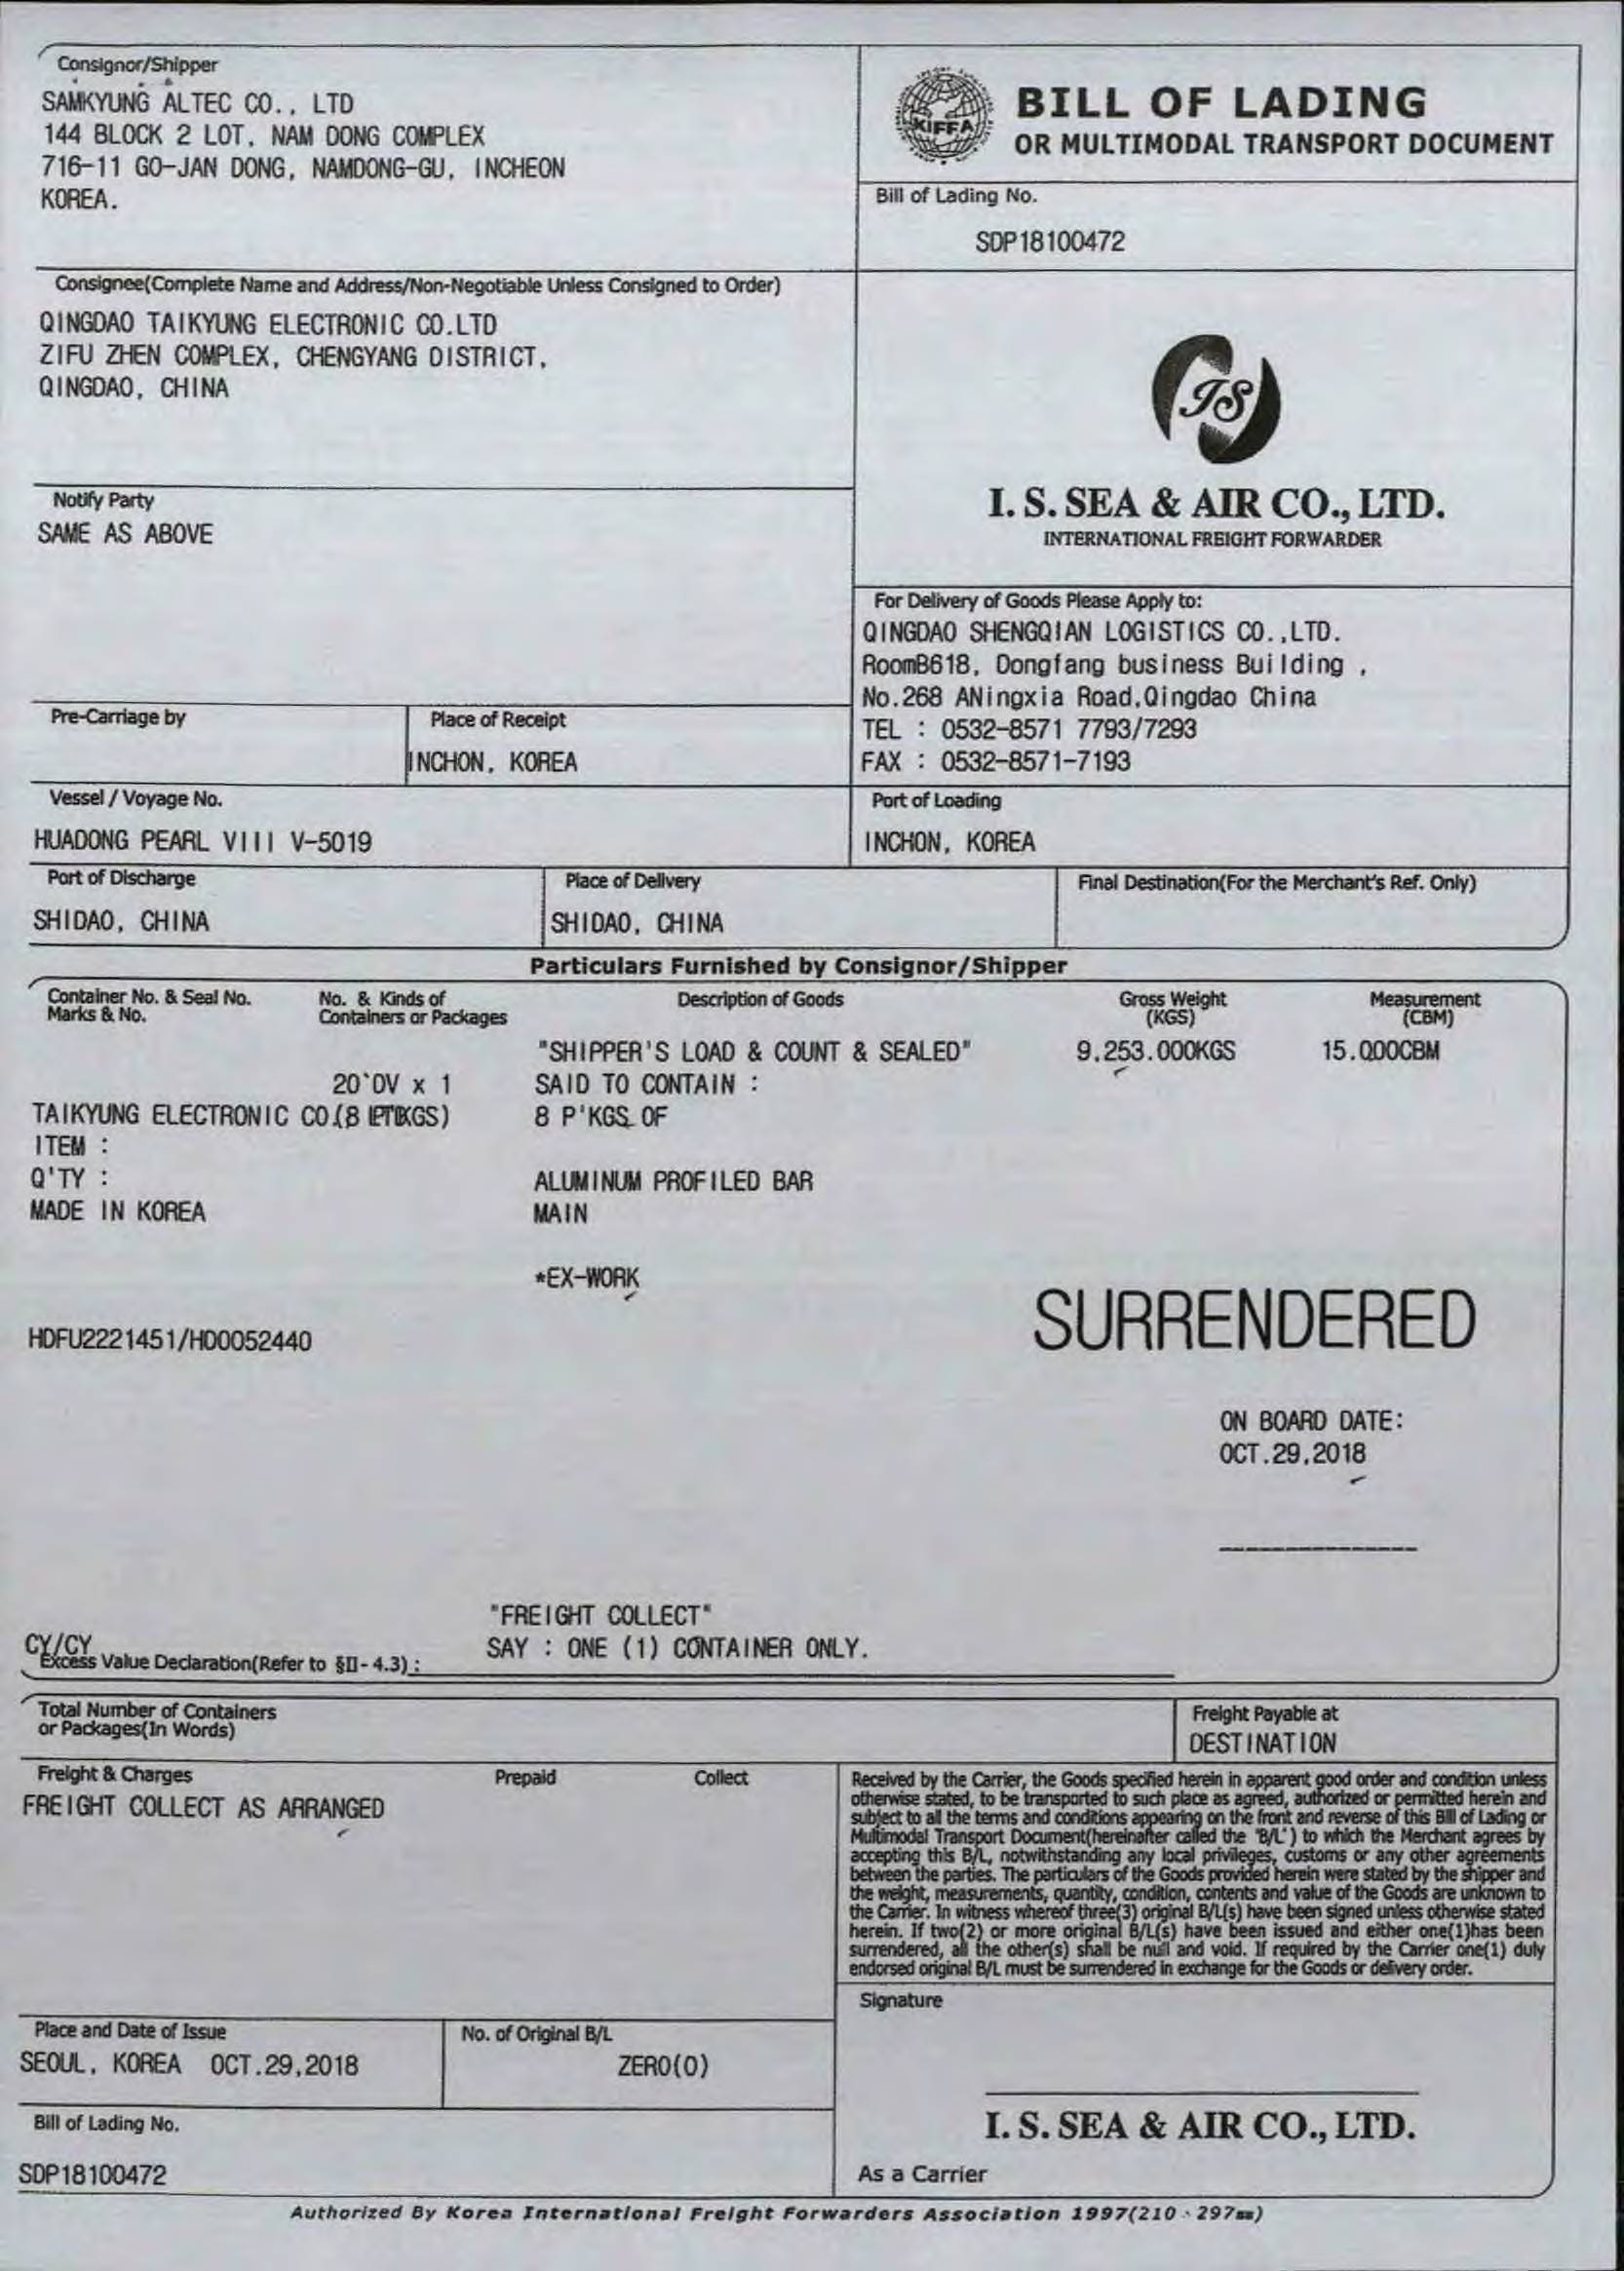 Consignor/Shipper
SAMKYUNG ALTEC CO., LTD
144 BLOCK 2 LOT, NAM DONG COMPLEX
716-11 GO-JAN DONG, NAMDONG-GU, INCHEON
KOREA.
KIFFA
BILL OF LADING
OR MULTIMODAL TRANSPORT DOCUMENT
Bill of Lading No.
SDP18100472
Consignee(Complete Name and Address/Non-Negotiable Unless Consigned to Order)
QINGDAO TAIKYUNG ELECTRONIC CO.LTD
ZIFU ZHEN COMPLEX, CHENGYANG DISTRICT,
QINGDAO, CHINA
IS
I. S. SEA & AIR CO., LTD.
INTERNATIONAL FREIGHT FORWARDER
Notify Party
SAME AS ABOVE
For Delivery of Goods Please Apply to:
QINGDAO SHENGQIAN LOGISTICS CO.,LTD.
RoomB618, Dongfang business Building ,
No.268 ANingxia Road,Qingdao China
TEL : 0532-8571 7793/7293
FAX : 0532-8571-7193
Pre-Carriage by
Place of Receipt
INCHON, KOREA
Vessel / Voyage No.
HUADONG PEARL VIII V-5019
Port of Loading
INCHON, KOREA
Port of Discharge
SHIDAO, CHINA
Place of Delivery
SHIDAO, CHINA
Final Destination(For the Merchant's Ref. Only)
Particulars Furnished by Consignor/Shipper
Container No. & Seal No.
Marks & No.
No. & Kinds of
Containers or Packages
Description of Goods
Gross Weight
(KGS)
Measurement
(CBM)
"SHIPPER'S LOAD & COUNT & SEALED" 9,253.000KGS 15.000CBM
20`DV x 1 SAID TO CONTAIN :
TAIKYUNG ELECTRONIC CO.(8 P'KGS) 8 P'KGS OF
ITEM :
Q'TY : ALUMINUM PROFILED BAR
MADE IN KOREA MAIN
*EX-WORK
SURRENDERED
HDFU2221451/HD0052440
ON BOARD DATE:
OCT.29,2018
"FREIGHT COLLECT"
CY/CY
SAY : ONE (1) CONTAINER ONLY.
Excess Value Declaration(Refer to §II- 4.3) :
Total Number of Containers
or Packages(In Words)
Freight Payable at
DESTINATION
Freight & Charges Prepaid Collect
FREIGHT COLLECT AS ARRANGED
Received by the Carrier, the Goods specified herein in apparent good order and condition unless
otherwise stated, to be transported to such place as agreed, authorized or permitted herein and
subject to all the terms and conditions appearing on the front and reverse of this Bill of Lading or
Multimodal Transport Document(hereinafter called the 'B/L') to which the Merchant agrees by
accepting this B/L, notwithstanding any local privileges, customs or any other agreements
between the parties. The particulars of the Goods provided herein were stated by the shipper and
the weight, measurements, quantity, condition, contents and value of the Goods are unknown to
the Carrier. In witness whereof three(3) original B/L(s) have been signed unless otherwise stated
herein. If two(2) or more original B/L(s) have been issued and either one(1)has been
surrendered, all the other(s) shall be null and void. If required by the Carrier one(1) duly
endorsed original B/L must be surrendered in exchange for the Goods or delivery order.
Signature
Place and Date of Issue
SEOUL, KOREA OCT.29,2018
No. of Original B/L
ZERO(0)
Bill of Lading No.
SDP18100472
I. S. SEA & AIR CO., LTD.
As a Carrier
Authorized By Korea International Freight Forwarders Association 1997(210 × 297㎜)